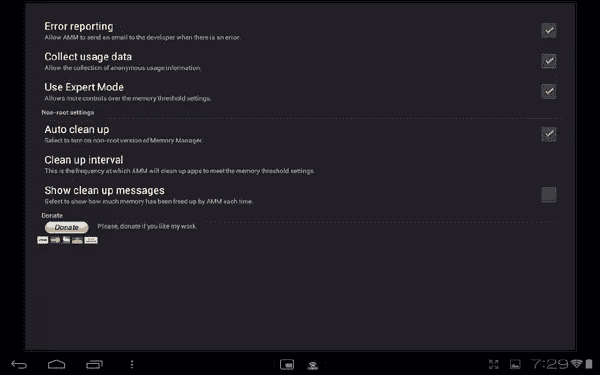 Error reporting
Allow AMM to send an email to the developer when there is an error.
Collect usage data
Allow the collection of anonymous usage information.
Use Expert Mode
Allows more controls over the memory threshold settings.
Non-root settings
Auto clean up
Select to turn on non-root version of Memory Manager.
Clean up interval
This is the frequency at which AMM will clean up apps to meet the memory threshold settings.
Show clean up messages
Select to show how much memory has been freed up by AMM each time.
Donate
Donate
Please, donate if you like my work.
7:29